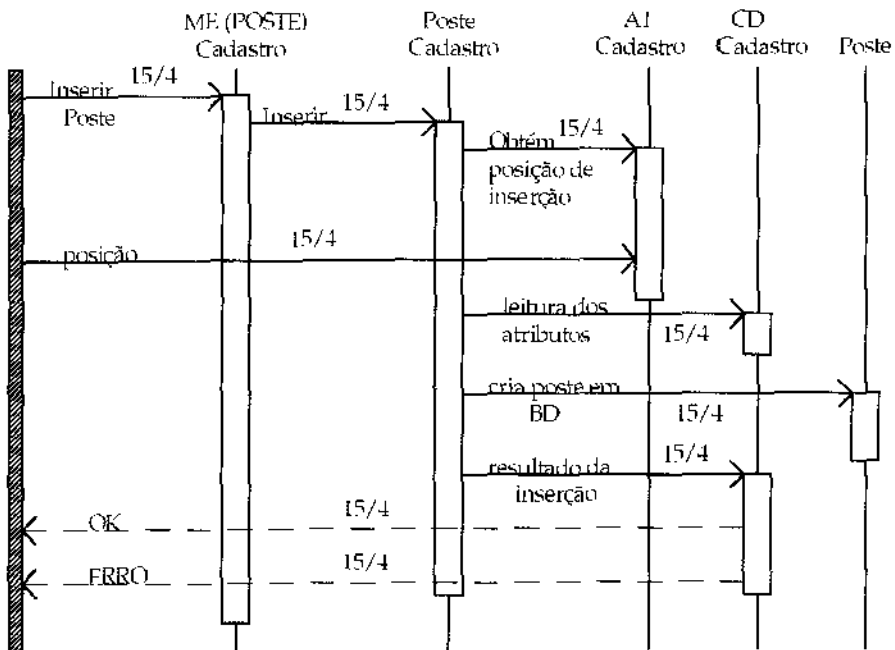 ME (POSTE)
Cadastro
Poste
Cadastro
AI
Cadastro
CD
Cadastro
Poste
Inserir 15/4
Poste
Inserir 15/4
Obtém 15/4
posição de
inserção
posição 15/4
leitura dos
atributos 15/4
cria poste em
BD 15/4
resultado da 15/4
inserção
OK 15/4
ERRO 15/4